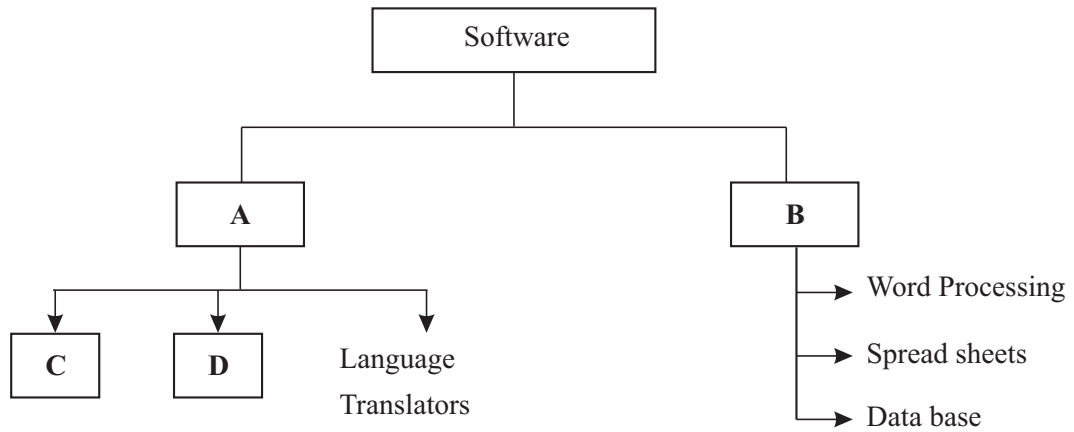 Software
A
B
Word Processing
C
D
Language
Translators
Spread sheets
Data base